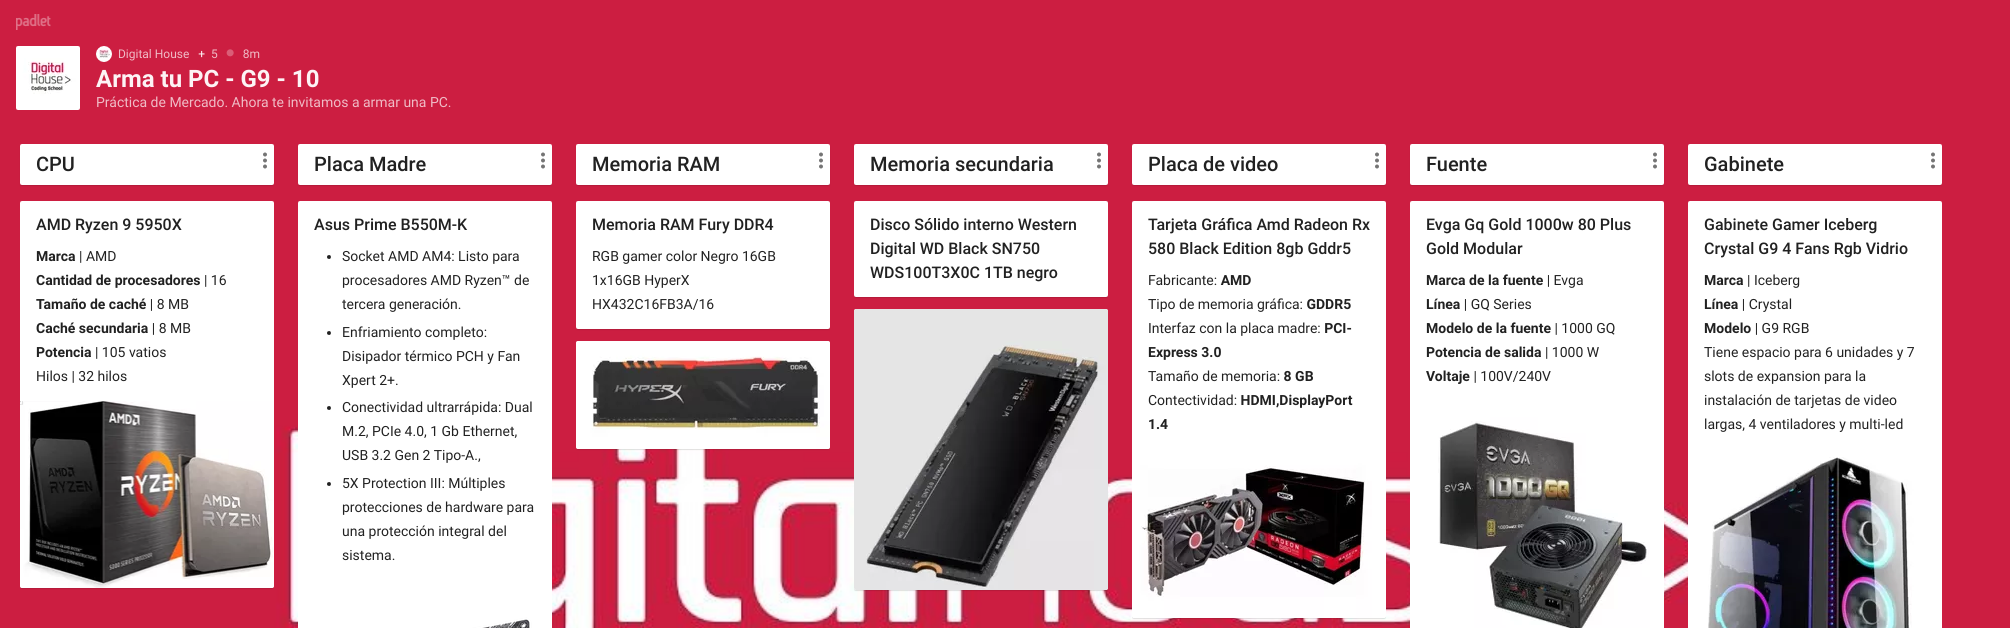 padlet
Digital
House>
Coding School
Digital House + 5 • 8m
Arma tu PC - G9 - 10
Práctica de Mercado. Ahora te invitamos a armar una PC.
CPU
AMD Ryzen 9 5950X
Marca | AMD
Cantidad de procesadores | 16
Tamaño de caché | 8 MB
Caché secundaria | 8 MB
Potencia | 105 vatios
Hilos | 32 hilos
AMD
AMD
RYZEN
RYZEN
AMD
RYZEN
Placa Madre
Asus Prime B550M-K
• Socket AMD AM4: Listo para
procesadores AMD Ryzen™ de
tercera generación.
• Enfriamiento completo:
Disipador térmico PCH y Fan
Xpert 2+.
• Conectividad ultrarrápida: Dual
M.2, PCIe 4.0, 1 Gb Ethernet,
USB 3.2 Gen 2 Tipo-A.,
• 5X Protection III: Múltiples
protecciones de hardware para
una protección integral del
sistema.
Memoria RAM
Memoria RAM Fury DDR4
RGB gamer color Negro 16GB
1x16GB HyperX
HX432C16FB3A/16
DDR4
HYPERX FURY
Memoria secundaria
Disco Sólido interno Western
Digital WD Black SN750
WDS100T3X0C 1TB negro
WD_BLACK
Placa de video
Tarjeta Gráfica Amd Radeon Rx
580 Black Edition 8gb Gddr5
Fabricante: AMD
Tipo de memoria gráfica: GDDR5
Interfaz con la placa madre: PCI-
Express 3.0
Tamaño de memoria: 8 GB
Contectividad: HDMI,DisplayPort
1.4
RADEON
Fuente
Evga Gq Gold 1000w 80 Plus
Gold Modular
Marca de la fuente | Evga
Línea | GQ Series
Modelo de la fuente | 1000 GQ
Potencia de salida | 1000 W
Voltaje | 100V/240V
EVGA
EVGA
1000GQ
Gabinete
Gabinete Gamer Iceberg
Crystal G9 4 Fans Rgb Vidrio
Marca | Iceberg
Línea | Crystal
Modelo | G9 RGB
Tiene espacio para 6 unidades y 7
slots de expansion para la
instalación de tarjetas de video
largas, 4 ventiladores y multi-led